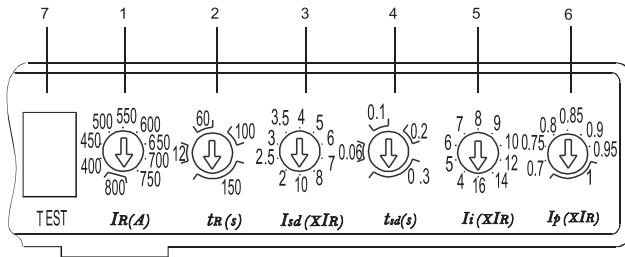 7 1 2 3 4 5 6
400 450 500 550 600 650 700 750 800
12 60 100 150
2 2.5 3 3.5 4 5 6 7 8 10
0.06 0.1 0.2 0.3
4 5 6 7 8 9 10 12 14 16
0.7 0.75 0.8 0.85 0.9 0.95 1
TEST IR(A) tR(s) Isd(XIR) tsd(s) Ii(XIR) Ip(XIR)